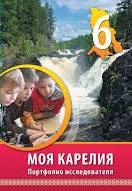 6
МОЯ КАРЕЛИЯ
Портфолио исследователя